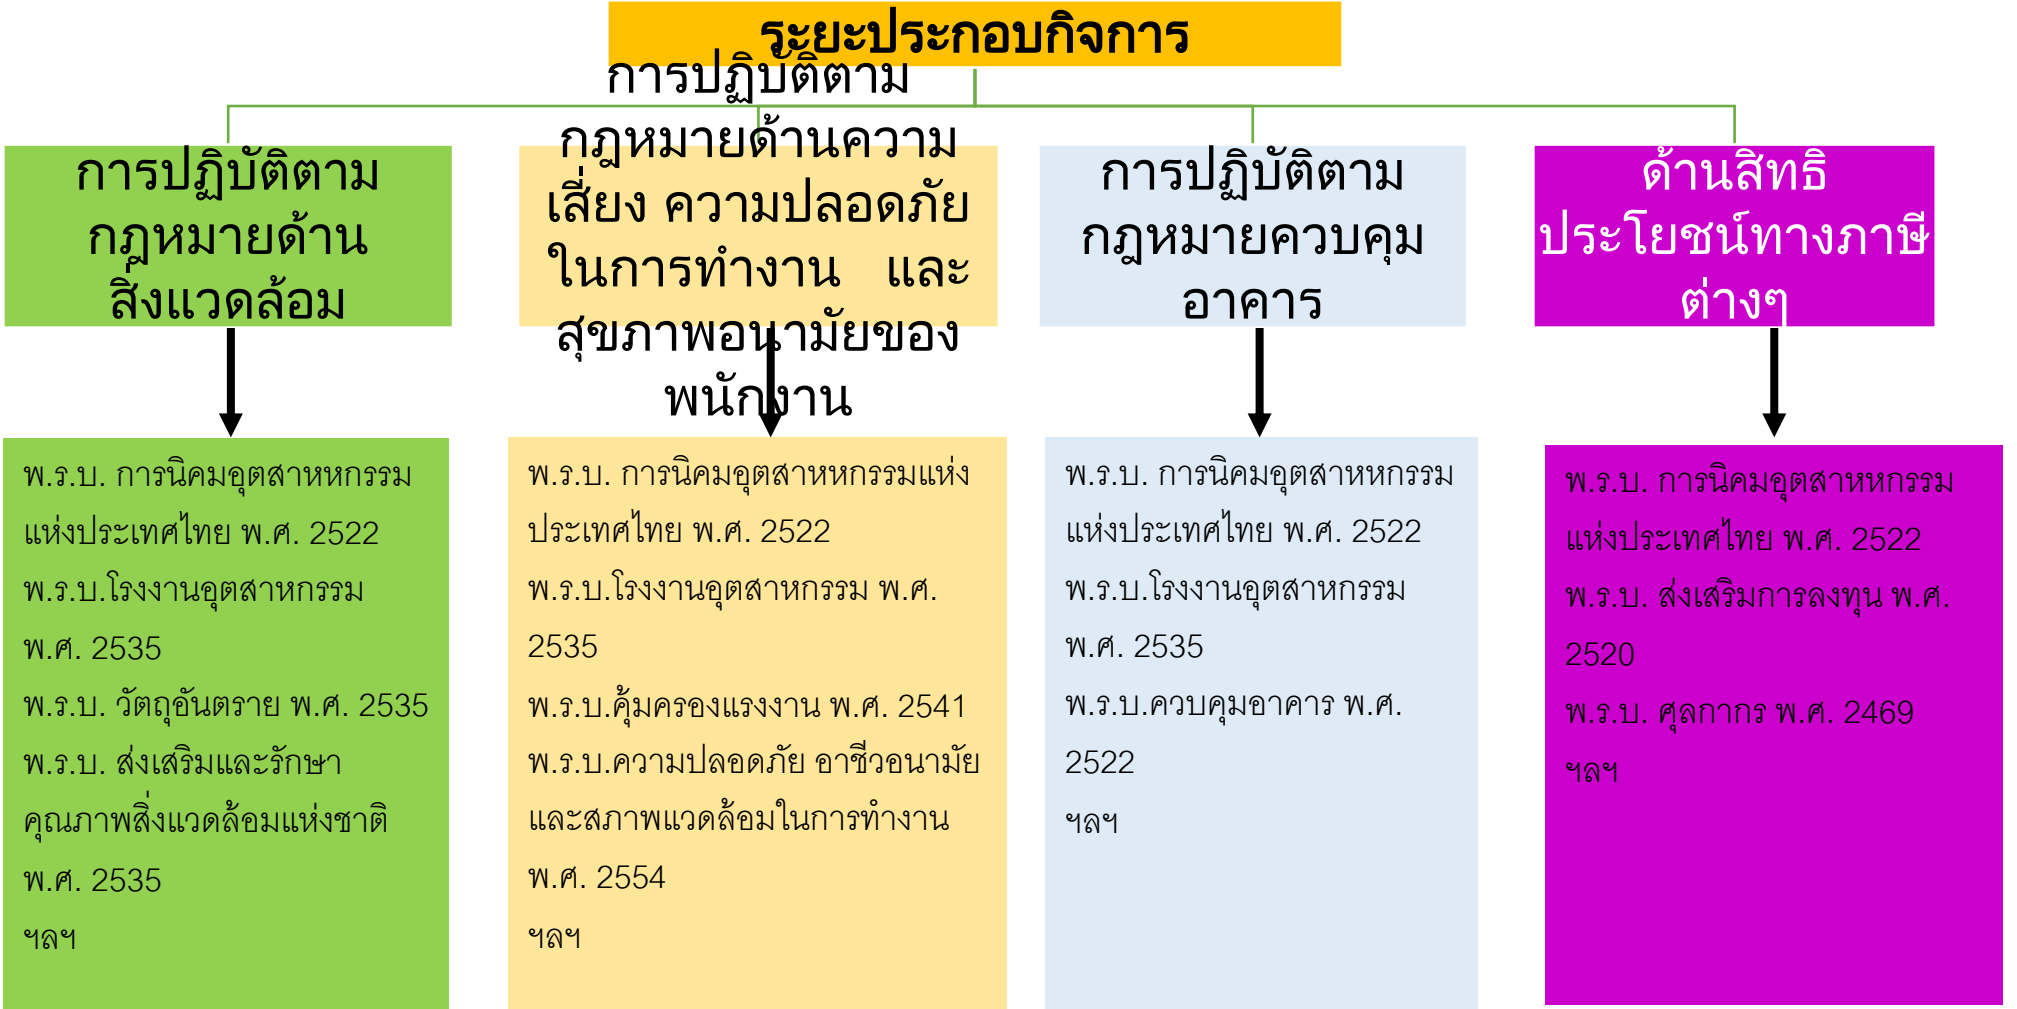 ระยะประกอบกิจการ
การปฏิบัติตาม
กฎหมายด้าน
สิ่งแวดล้อม
การปฏิบัติตาม
กฎหมายด้านความ
เสี่ยง ความปลอดภัย
ในการทำงาน และ
สุขภาพอนามัยของ
พนักงาน
การปฏิบัติตาม
กฎหมายควบคุม
อาคาร
ด้านสิทธิ
ประโยชน์ทางภาษี
ต่างๆ
พ.ร.บ. การนิคมอุตสาหหกรรม
แห่งประเทศไทย พ.ศ. 2522
พ.ร.บ.โรงงานอุตสาหกรรม
พ.ศ. 2535
พ.ร.บ. วัตถุอันตราย พ.ศ. 2535
พ.ร.บ. ส่งเสริมและรักษา
คุณภาพสิ่งแวดล้อมแห่งชาติ
พ.ศ. 2535
ฯลฯ
พ.ร.บ. การนิคมอุตสาหหกรรมแห่ง
ประเทศไทย พ.ศ. 2522
พ.ร.บ.โรงงานอุตสาหกรรม พ.ศ.
2535
พ.ร.บ.คุ้มครองแรงงาน พ.ศ. 2541
พ.ร.บ.ความปลอดภัย อาชีวอนามัย
และสภาพแวดล้อมในการทำงาน
พ.ศ. 2554
ฯลฯ
พ.ร.บ. การนิคมอุตสาหหกรรม
แห่งประเทศไทย พ.ศ. 2522
พ.ร.บ.โรงงานอุตสาหกรรม
พ.ศ. 2535
พ.ร.บ.ควบคุมอาคาร พ.ศ.
2522
ฯลฯ
พ.ร.บ. การนิคมอุตสาหหกรรม
แห่งประเทศไทย พ.ศ. 2522
พ.ร.บ. ส่งเสริมการลงทุน พ.ศ.
2520
พ.ร.บ. ศุลกากร พ.ศ. 2469
ฯลฯ